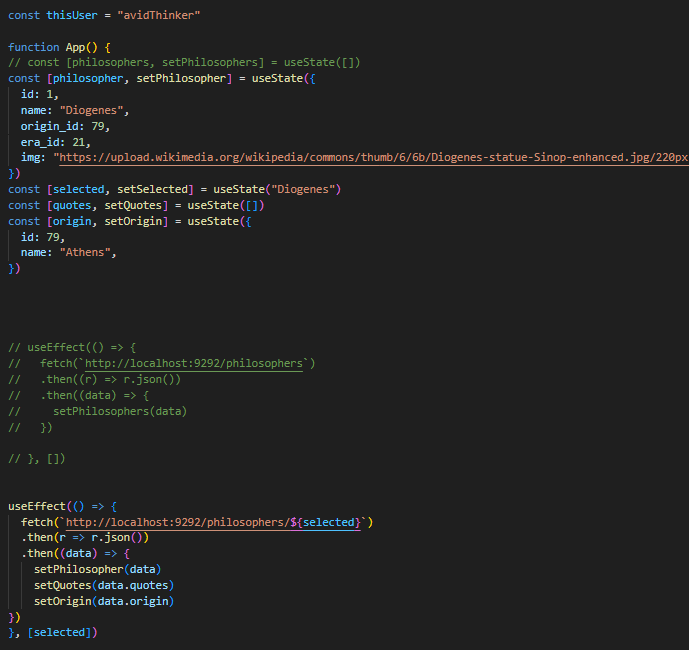 const thisUser = "avidThinker"
function App() {
// const [philosophers, setPhilosophers] = useState([])
const [philosopher, setPhilosopher] = useState({
id: 1,
name: "Diogenes",
origin_id: 79,
era_id: 21,
img: "https://upload.wikimedia.org/wikipedia/commons/thumb/6/6b/Diogenes-statue-Sinop-enhanced.jpg/220px
})
const [selected, setSelected] = useState("Diogenes")
const [quotes, setQuotes] = useState([])
const [origin, setOrigin] = useState({
id: 79,
name: "Athens",
})
// useEffect(() => {
//   fetch(`http://localhost:9292/philosophers`)
//   .then((r) => r.json())
//   .then((data) => {
//     setPhilosophers(data)
//   })
// }, [])
useEffect(() => {
fetch(`http://localhost:9292/philosophers/${selected}`)
.then(r => r.json())
.then((data) => {
setPhilosopher(data)
setQuotes(data.quotes)
setOrigin(data.origin)
})
}, [selected])